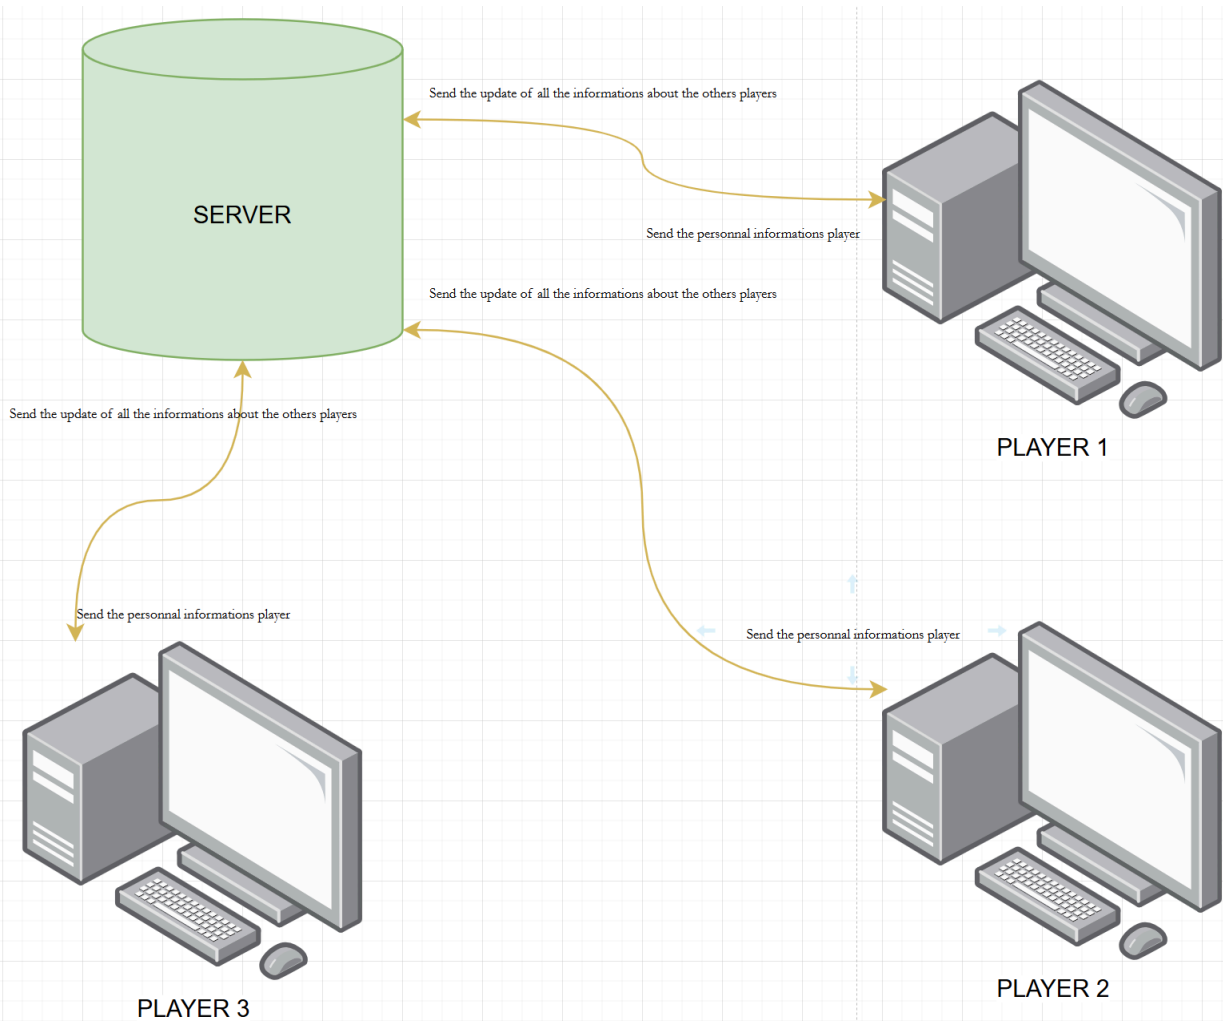 Send the update of all the informations about the others players
SERVER
Send the personnal informations player
Send the update of all the informations about the others players
Send the update of all the informations about the others players
PLAYER 1
Send the personnal informations player
Send the personnal informations player
PLAYER 2
PLAYER 3